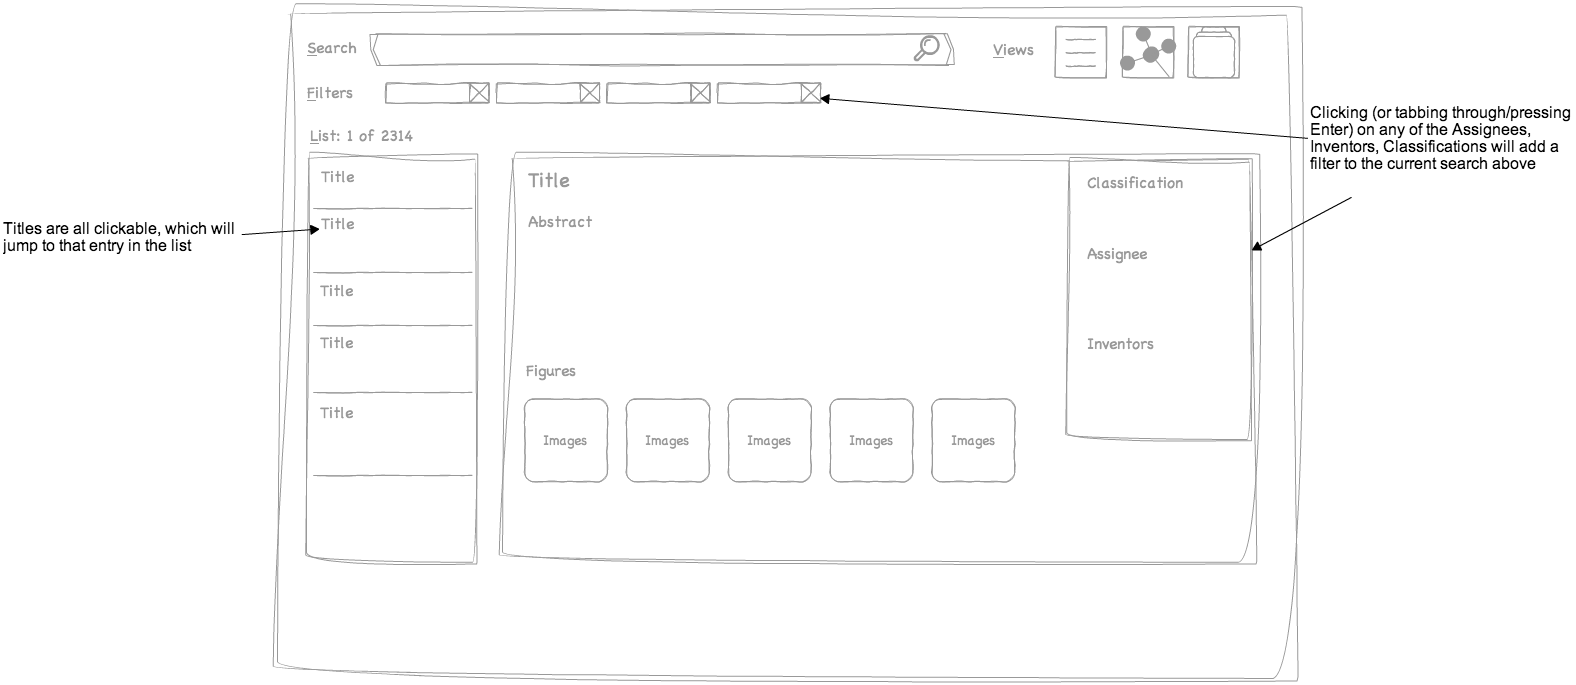 Search
Views
Filters
Clicking (or tabbing through/pressing
Enter) on any of the Assignees,
Inventors, Classifications will add a
filter to the current search above
List: 1 of 2314
Title
Title
Title
Title
Title
Titles are all clickable, which will
jump to that entry in the list
Title
Abstract
Figures
Images
Images
Images
Images
Images
Classification
Assignee
Inventors